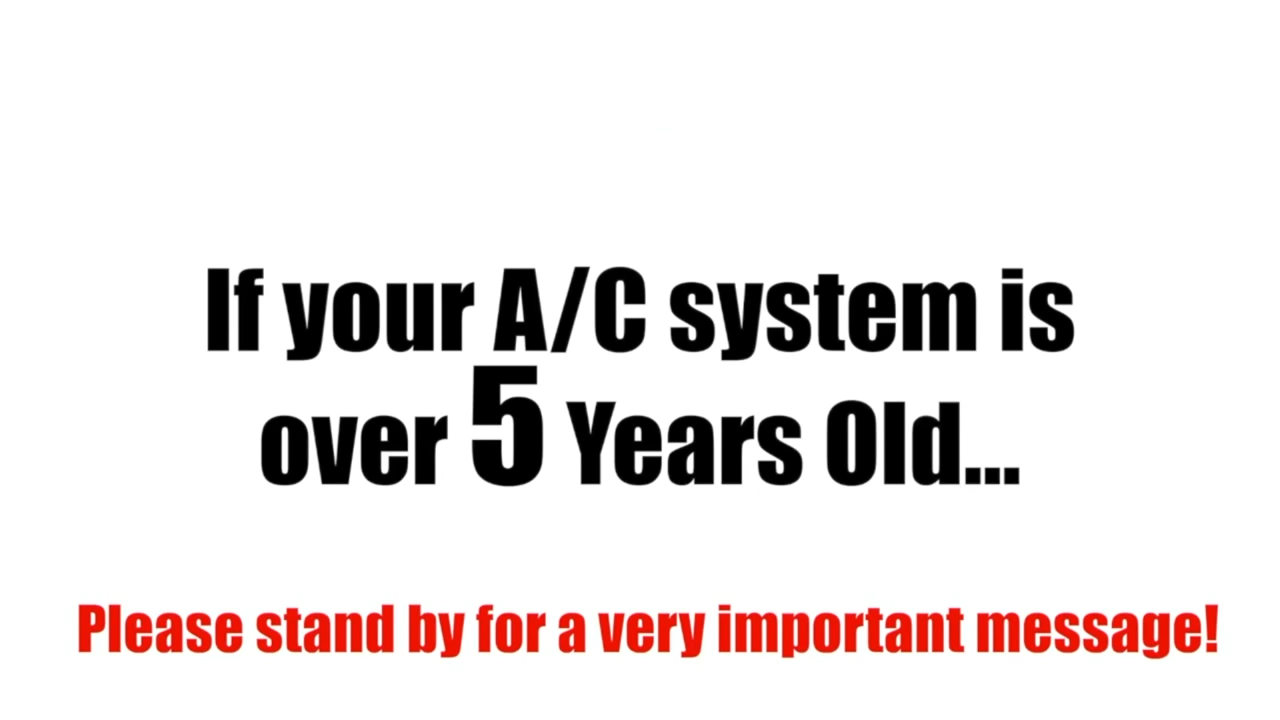 If your A/C system is
over 5 Years Old...
Please stand by for a very important message!